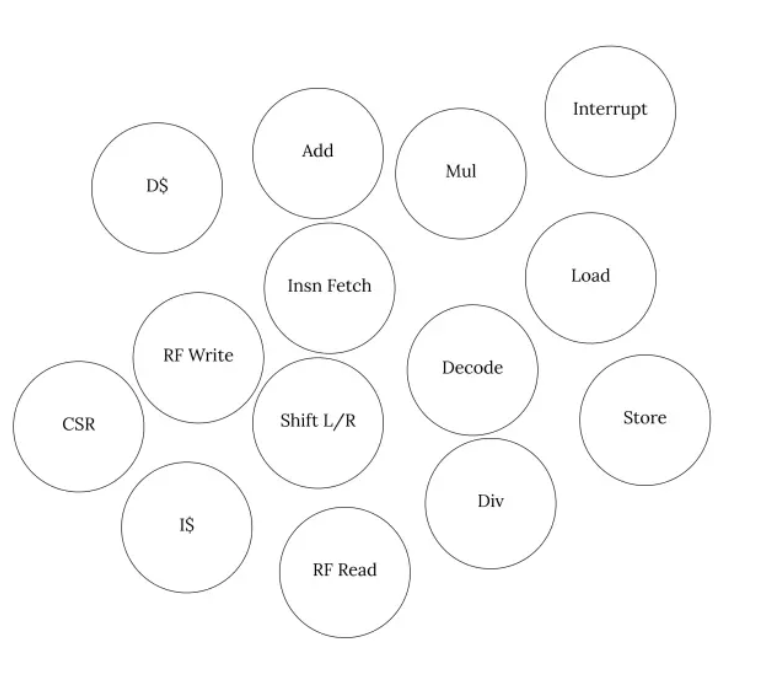 Interrupt
Add
Mul
D$
Load
Insn Fetch
RF Write
Decode
Store
Shift L/R
CSR
Div
I$
RF Read